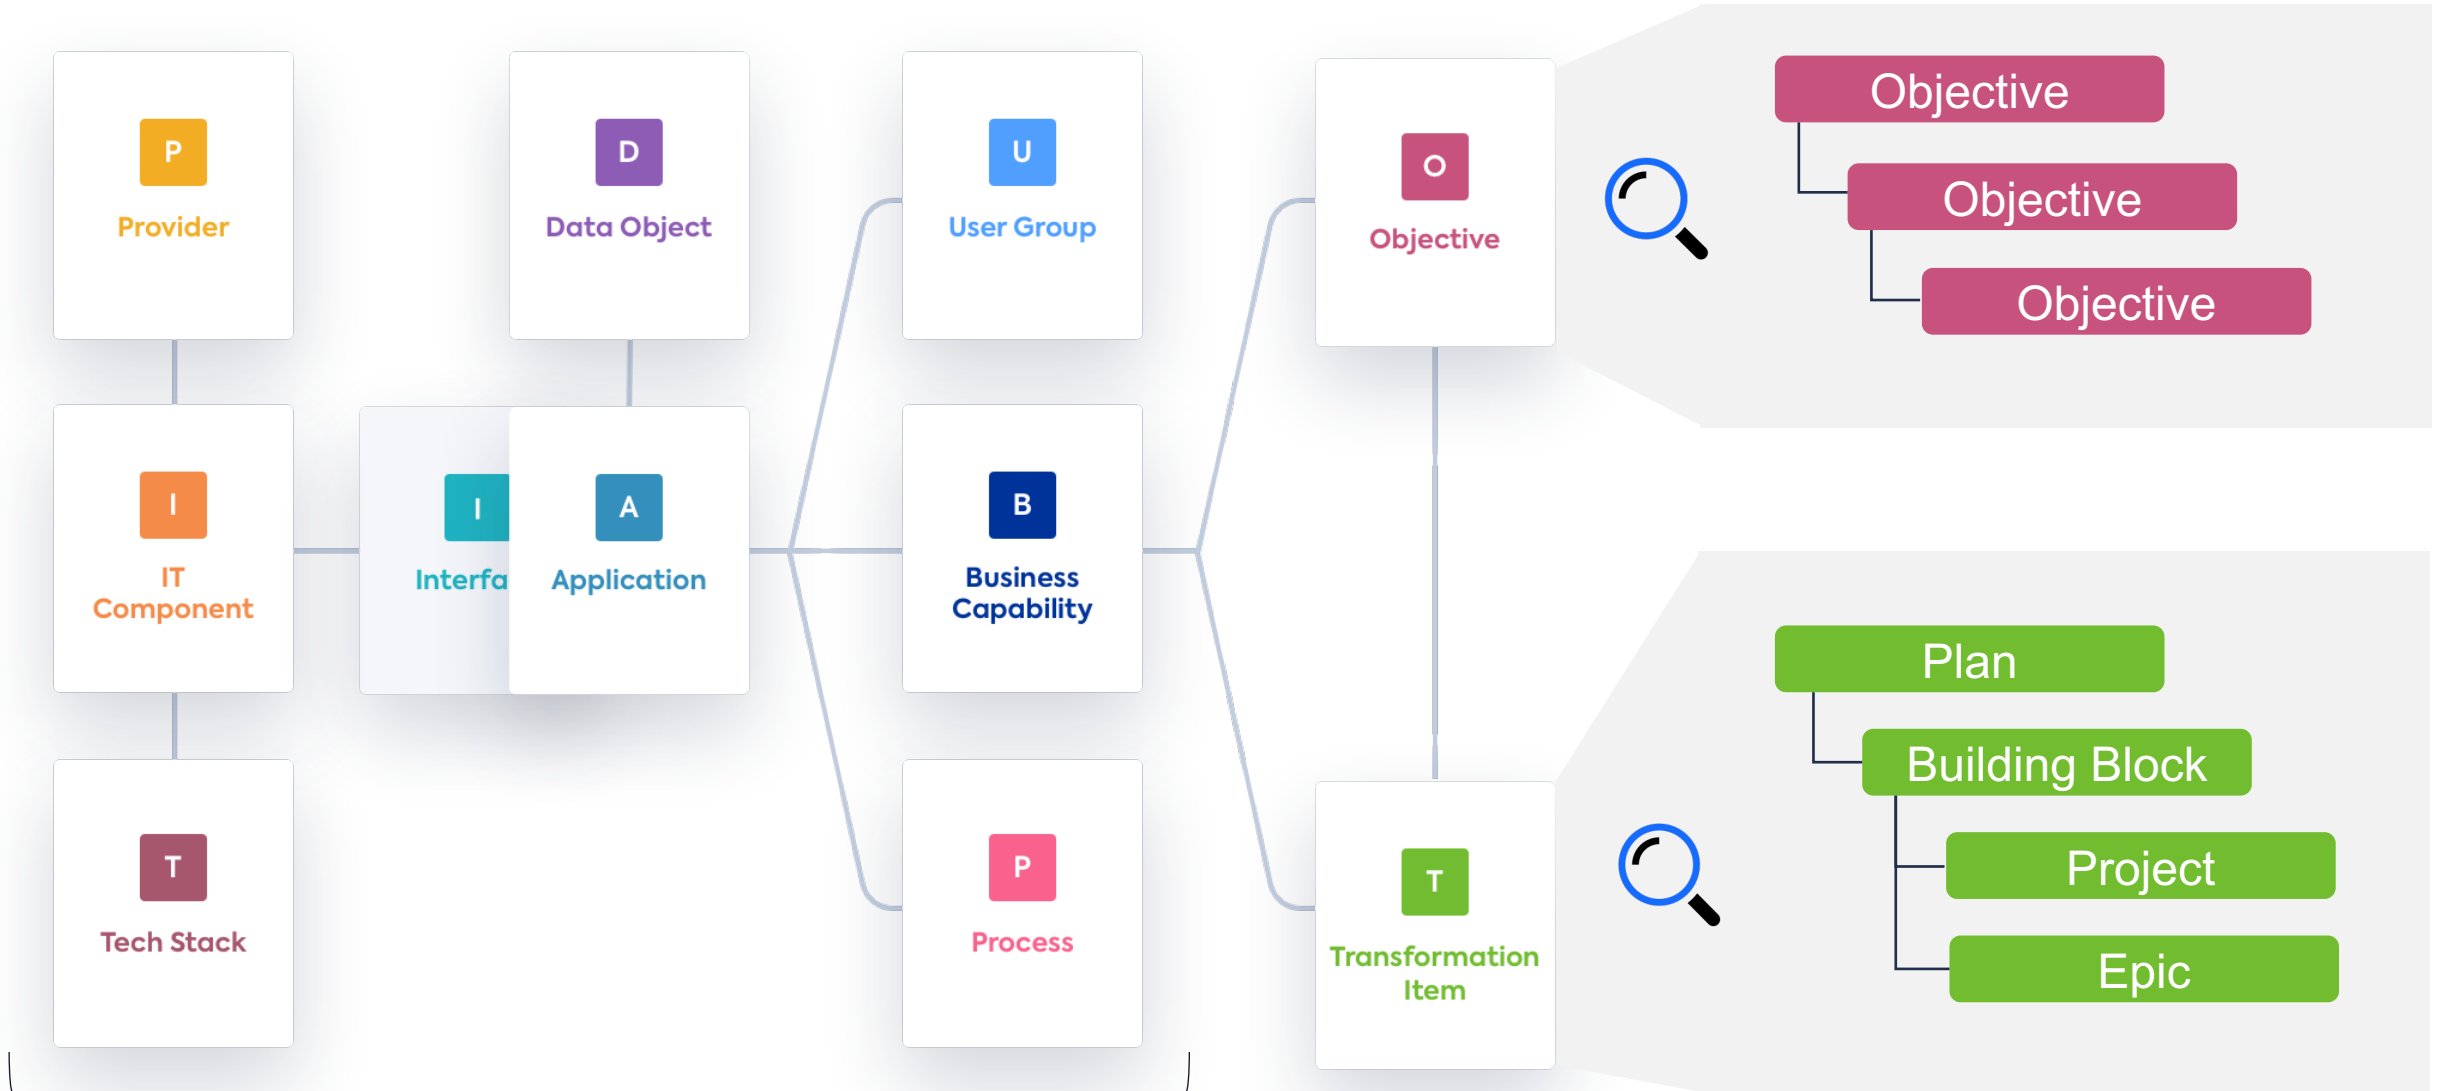 P
Provider
D
Data Object
U
User Group
O
Objective
Objective
Objective
Objective
I
IT
Component
I
Interfa
A
Application
B
Business
Capability
T
Tech Stack
P
Process
T
Transformation
Item
Plan
Building Block
Project
Epic